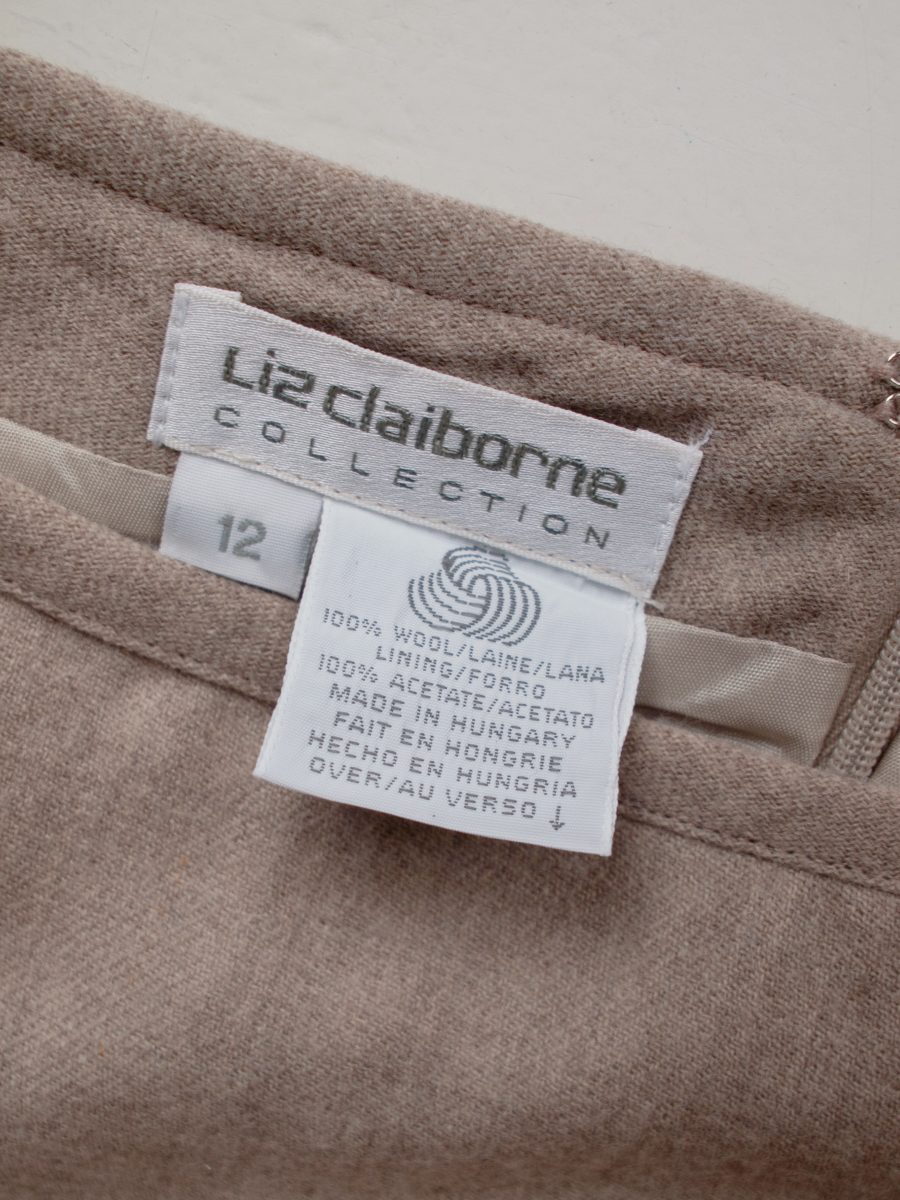 Liz claiborne
COLLECTION
12
100% WOOL/LAINE/LANA
LINING/FORRO
100% ACETATE/ACETATO
MADE IN HUNGARY
FAIT EN HONGRIE
HECHO EN HUNGRIA
OVER/AU VERSO ↓